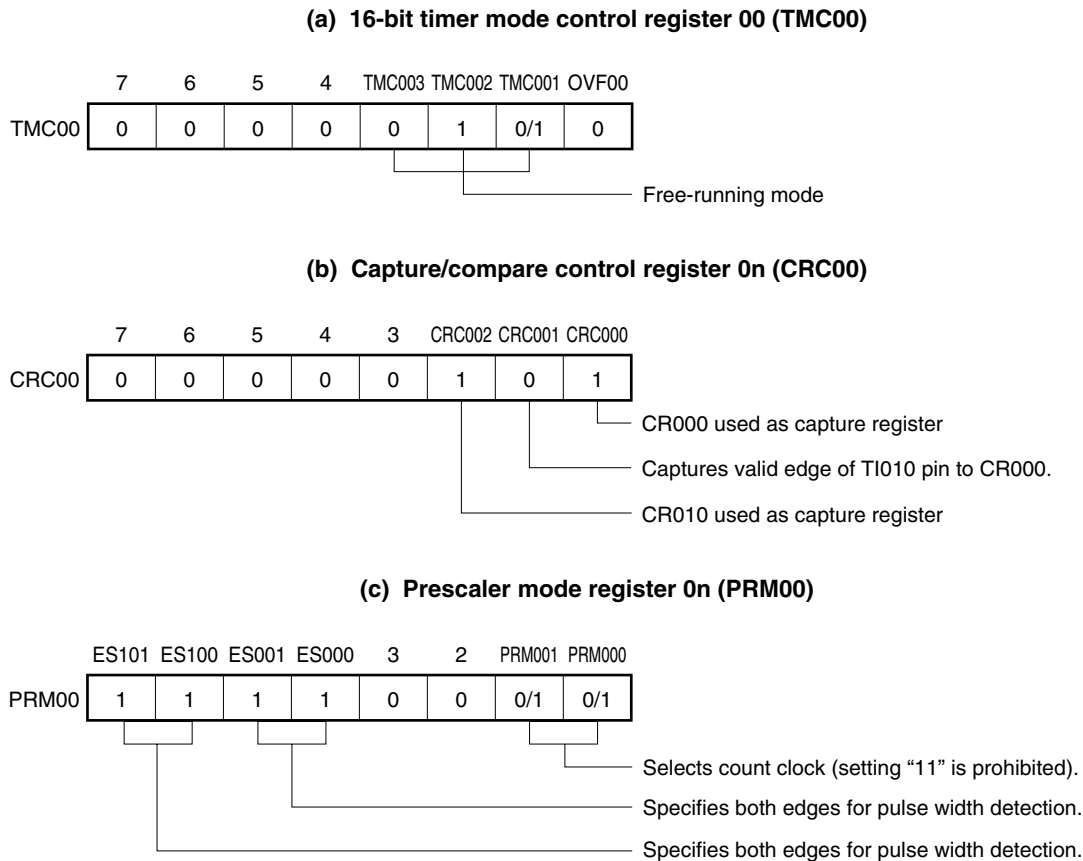 (a) 16-bit timer mode control register 00 (TMC00)
7 6 5 4 TMC003 TMC002 TMC001 OVF00
TMC00 0 0 0 0 0 1 0/1 0
Free-running mode
(b) Capture/compare control register 0n (CRC00)
7 6 5 4 3 CRC002 CRC001 CRC000
CRC00 0 0 0 0 0 1 0 1
CR000 used as capture register
Captures valid edge of TI010 pin to CR000.
CR010 used as capture register
(c) Prescaler mode register 0n (PRM00)
ES101 ES100 ES001 ES000 3 2 PRM001 PRM000
PRM00 1 1 1 1 0 0 0/1 0/1
Selects count clock (setting “11” is prohibited).
Specifies both edges for pulse width detection.
Specifies both edges for pulse width detection.